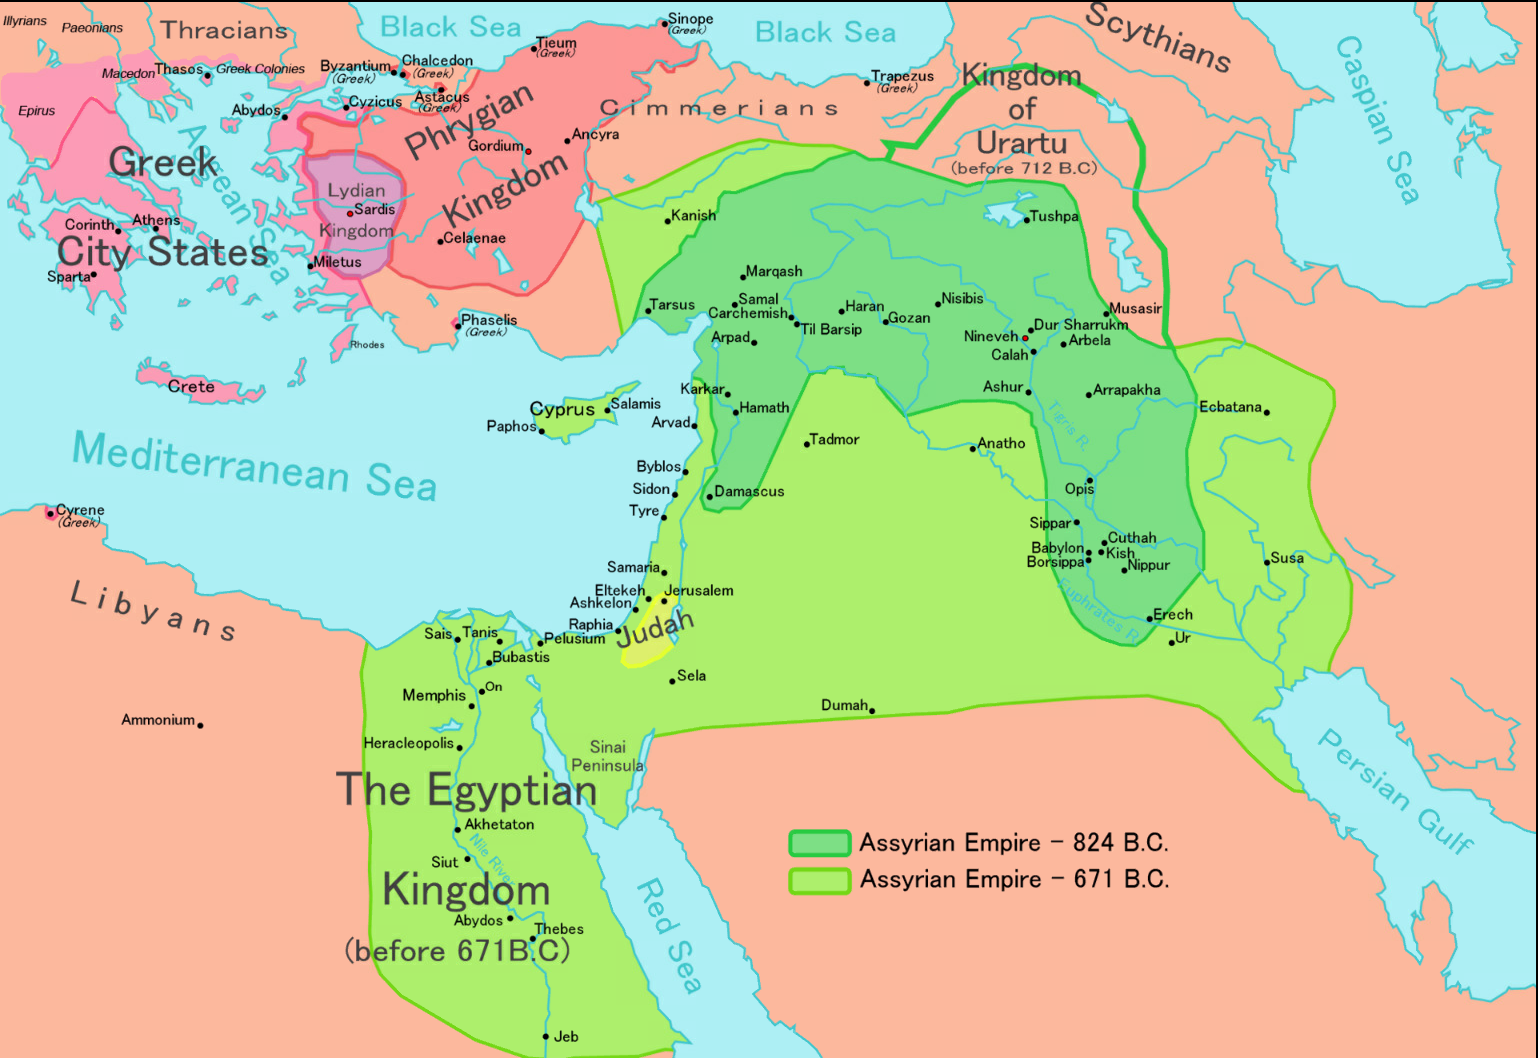 Illyrians
Paeonians
Thracians
Black Sea
Sinope
(Greek)
Black Sea
Scythians
Tieum
(Greek)
Macedon
Thasos
Greek Colonies
Byzantium
(Greek)
Chalcedon
(Greek)
Astacus
(Greek)
Trapezus
(Greek)
Kingdom
of
Urartu
(before 712 B.C)
Caspian Sea
Epirus
Abydos
Cyzicus
Phrygian
Kingdom
Cimmerians
Gordium
Ancyra
Greek
City States
Aegean Sea
Lydian
Kingdom
Sardis
Corinth
Athens
Sparta
Miletus
Celaenae
Kanish
Tushpa
Marqash
Tarsus
Samal
Carchemish
Til Barsip
Haran
Gozan
Nisibis
Musasir
Dur Sharrukm
Nineveh
Arbela
Calah
Phaselis
(Greek)
Rhodes
Arpad
Crete
Karkar
Hamath
Ashur
Arrapakha
Ecbatana
Cyprus
Salamis
Paphos
Arvad
Tadmor
Anatho
Tigris R.
Mediterranean Sea
Byblos
Sidon
Tyre
Damascus
Opis
Cyrene
(Greek)
Sippar
Cuthah
Babylon
Kish
Borsippa
Nippur
Susa
Samaria
Eltekeh
Jerusalem
Ashkelon
Raphia
Judah
Euphrates R.
Erech
Ur
Libyans
Sais
Tanis
Pelusium
Bubastis
On
Memphis
Sela
Dumah
Ammonium
Heracleopolis
Sinai
Peninsula
The Egyptian
Kingdom
(before 671B.C)
Akhetaton
Nile River
Siut
Abydos
Thebes
Jeb
Red Sea
Persian Gulf
Assyrian Empire - 824 B.C.
Assyrian Empire - 671 B.C.